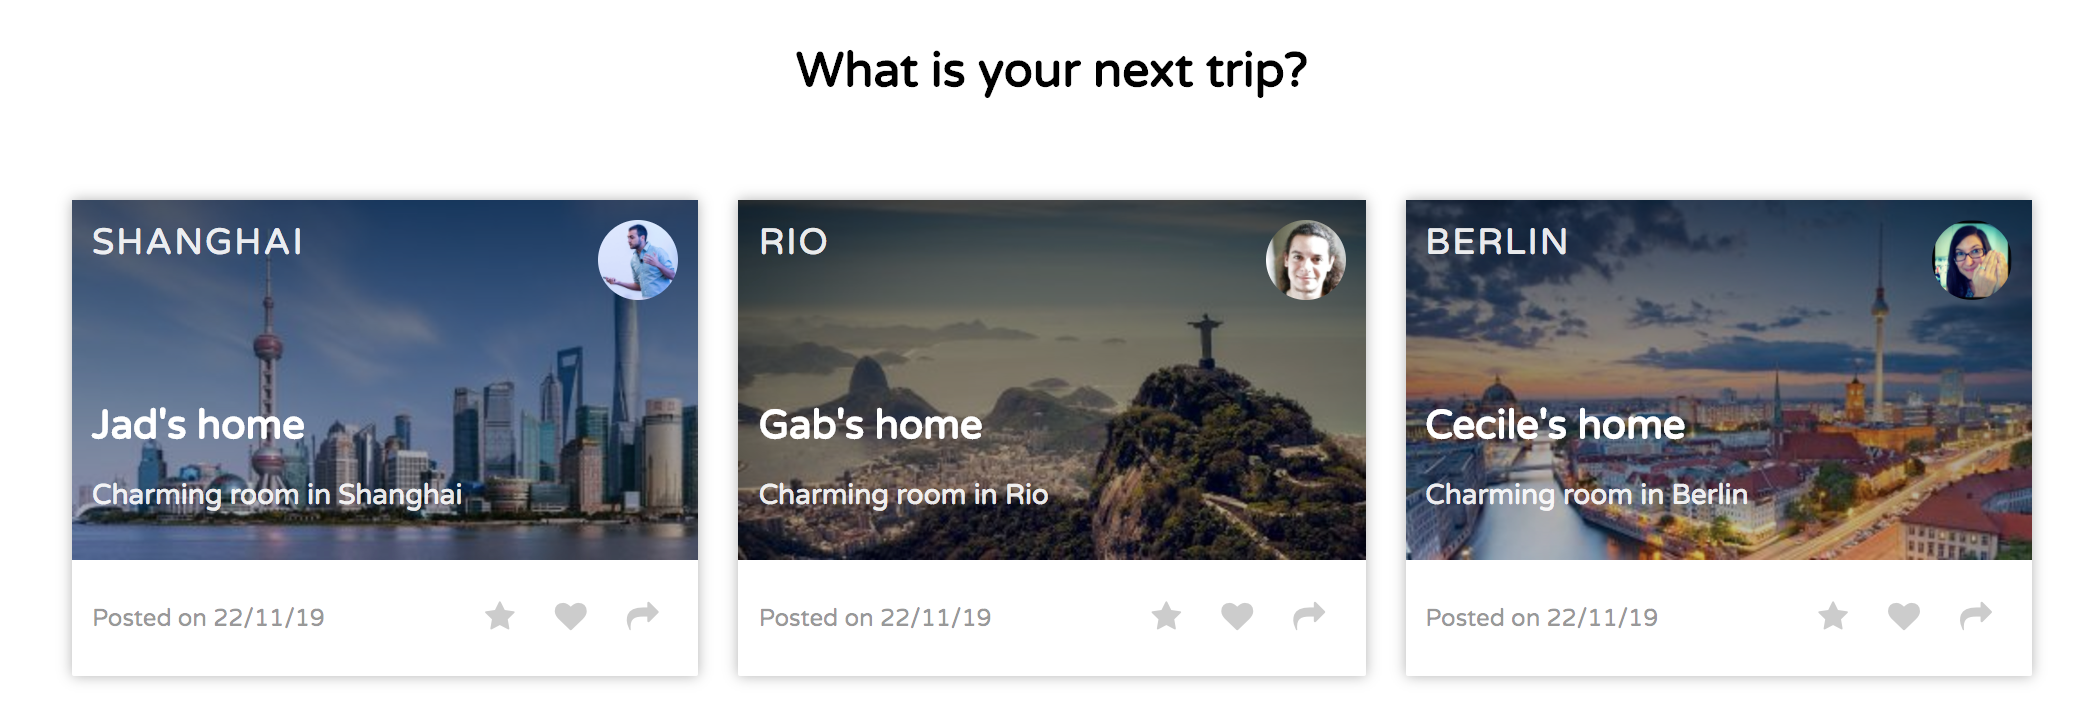 What is your next trip?
SHANGHAI
Jad's home
Charming room in Shanghai
Posted on 22/11/19
RIO
Gab's home
Charming room in Rio
Posted on 22/11/19
BERLIN
Cecile's home
Charming room in Berlin
Posted on 22/11/19